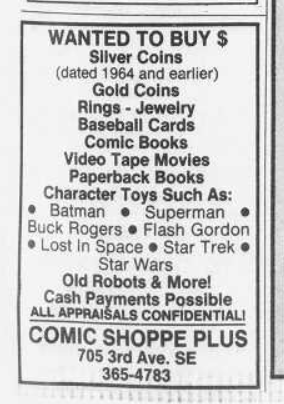 WANTED TO BUY $
Silver Coins
(dated 1964 and earlier)
Gold Coins
Rings - Jewelry
Baseball Cards
Comic Books
Video Tape Movies
Paperback Books
Character Toys Such As:
• Batman • Superman •
Buck Rogers • Flash Gordon
• Lost In Space • Star Trek •
Star Wars
Old Robots & More!
Cash Payments Possible
ALL APPRAISALS CONFIDENTIAL!
COMIC SHOPPE PLUS
705 3rd Ave. SE
365-4783